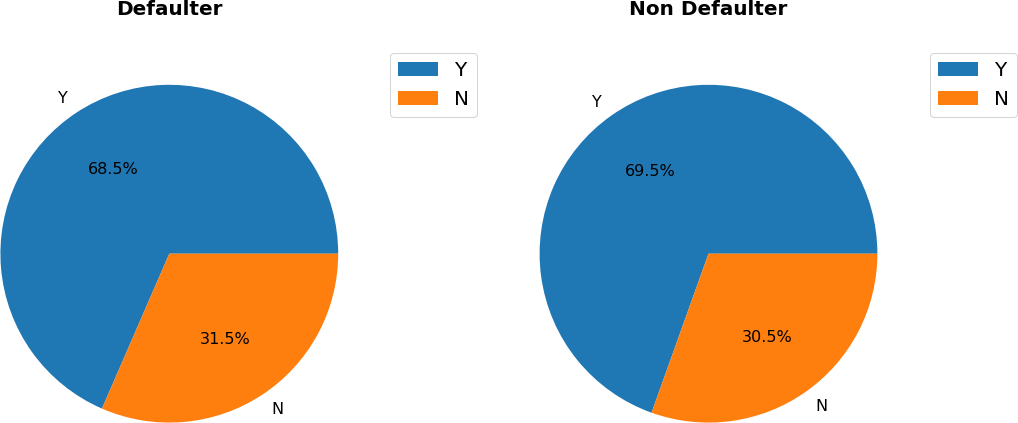 Defaulter
Y
N
Y
68.5%
31.5%
N
Non Defaulter
Y
N
Y
69.5%
30.5%
N